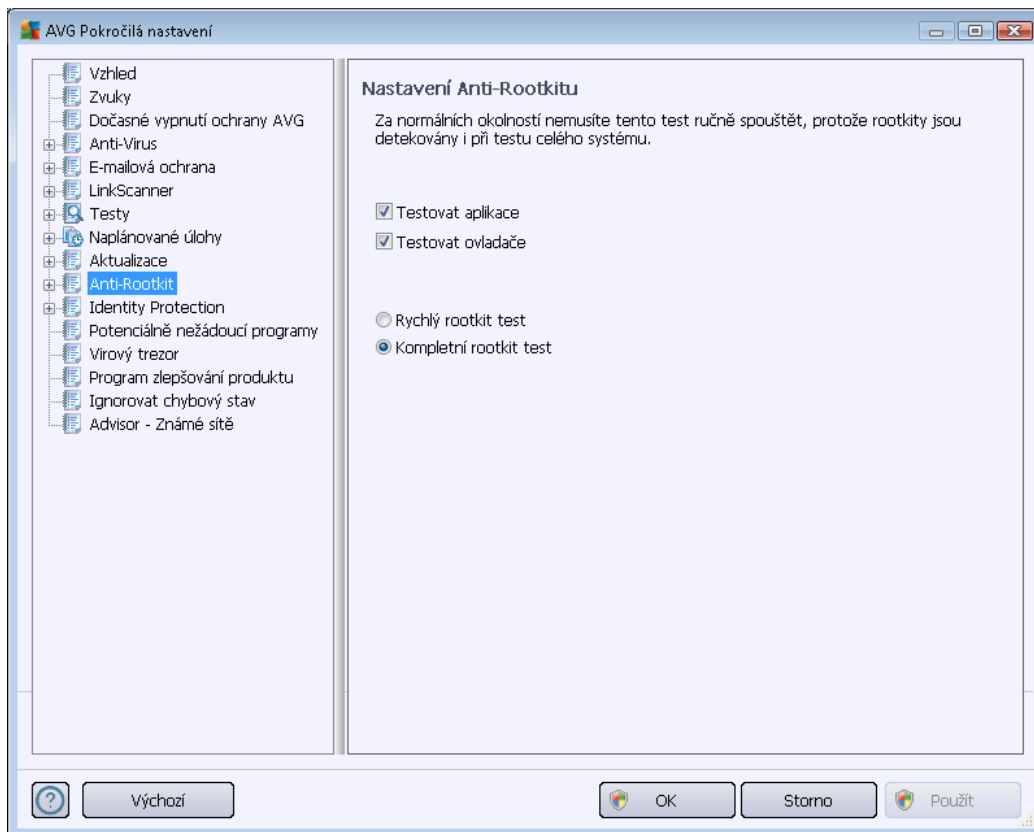 AVG Pokročilá nastavení
Vzhled
Zvuky
Dočasné vypnutí ochrany AVG
Anti-Virus
E-mailová ochrana
LinkScanner
Testy
Naplánované úlohy
Aktualizace
Anti-Rootkit
Identity Protection
Potenciálně nežádoucí programy
Virový trezor
Program zlepšování produktu
Ignorovat chybový stav
Advisor - Známé sítě
Nastavení Anti-Rootkitu
Za normálních okolností nemusíte tento test ručně spouštět, protože rootkity jsou
detekovány i při testu celého systému.
Testovat aplikace
Testovat ovladače
Rychlý rootkit test
Kompletní rootkit test
Výchozí
OK
Storno
Použít